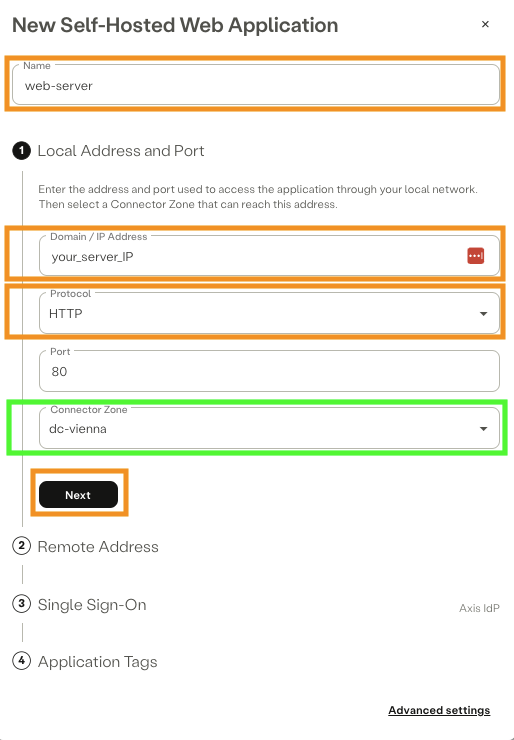 New Self-Hosted Web Application
×
Name
web-server
1 Local Address and Port
Enter the address and port used to access the application through your local network.
Then select a Connector Zone that can reach this address.
Domain / IP Address
your_server_IP
Protocol
HTTP
Port
80
Connector Zone
dc-vienna
Next
2 Remote Address
3 Single Sign-On
Axis IdP
4 Application Tags
Advanced settings